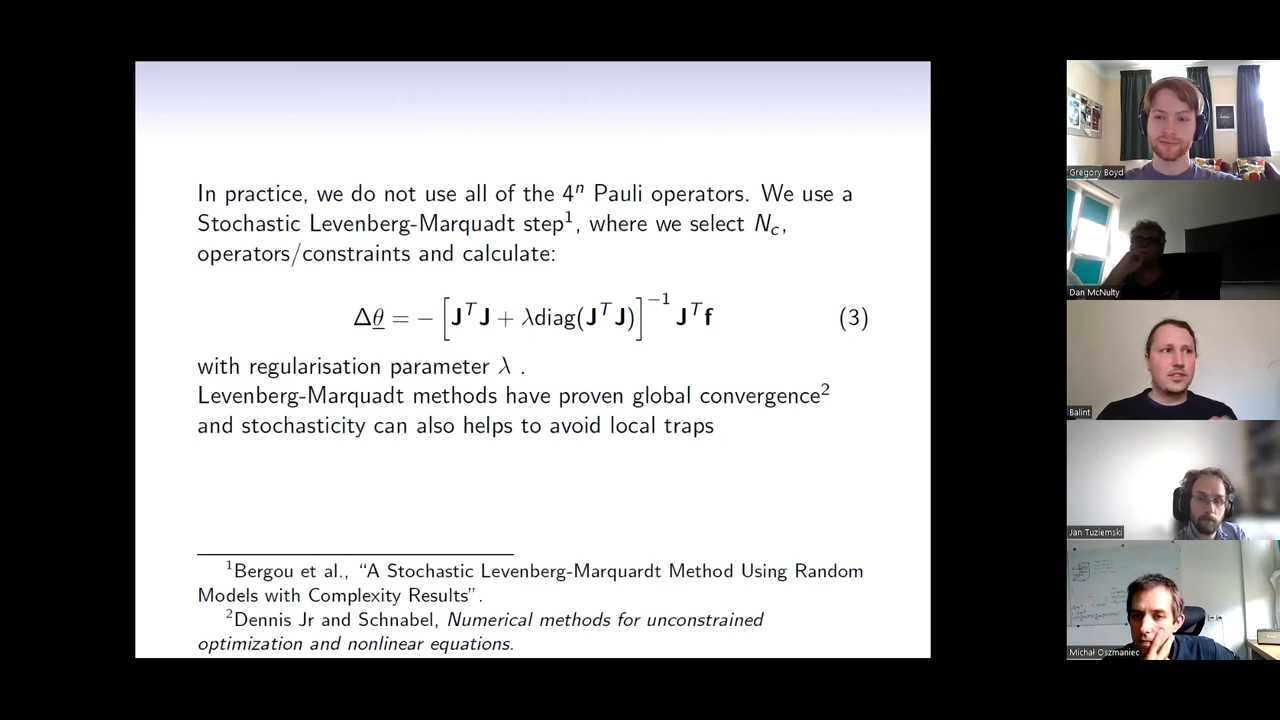 In practice, we do not use all of the 4ⁿ Pauli operators. We use a
Stochastic Levenberg-Marquadt step¹, where we select N_c,
operators/constraints and calculate:
Δθ = − [JᵀJ + λdiag(JᵀJ)]⁻¹ Jᵀf (3)
with regularisation parameter λ .
Levenberg-Marquadt methods have proven global convergence²
and stochasticity can also helps to avoid local traps
¹Bergou et al., “A Stochastic Levenberg-Marquardt Method Using Random
Models with Complexity Results”.
²Dennis Jr and Schnabel, Numerical methods for unconstrained
optimization and nonlinear equations.
Gregory Boyd
Dan McNulty
Balint
Jan Tuziemski
Michał Oszmaniec